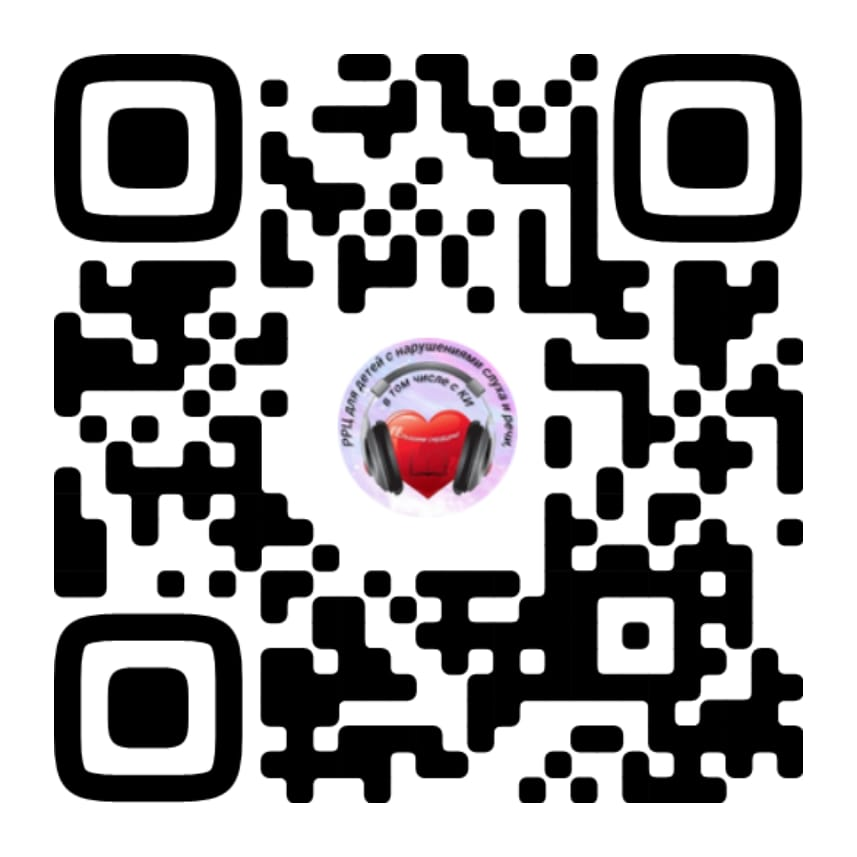 РРЦ для детей с нарушениями слуха и речи,
в том числе с КИ